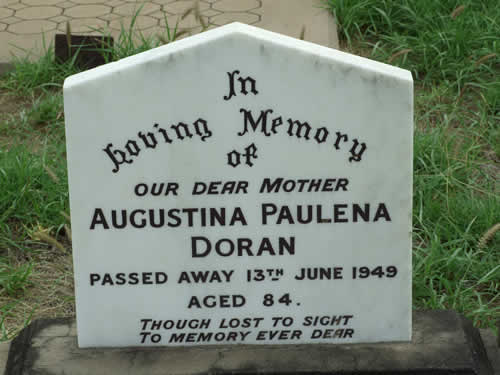 In
Loving Memory
of
OUR DEAR MOTHER
AUGUSTINA PAULENA
DORAN
PASSED AWAY 13TH JUNE 1949
AGED 84.
THOUGH LOST TO SIGHT
TO MEMORY EVER DEAR